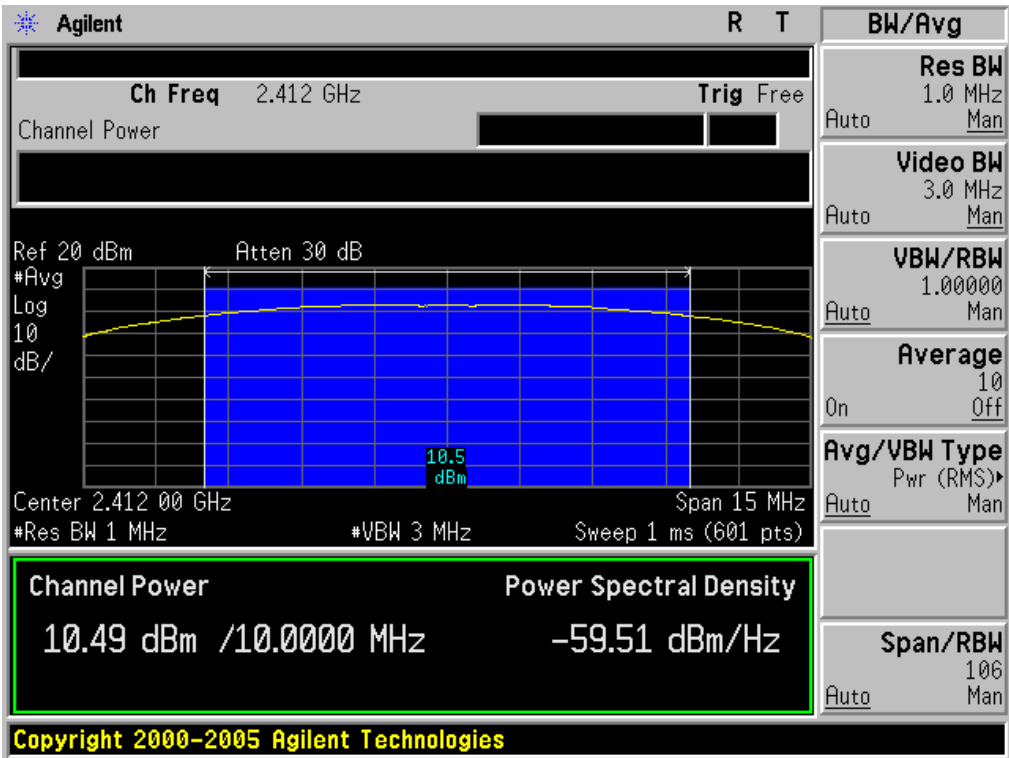 Agilent R T
Ch Freq 2.412 GHz Trig Free
Channel Power
Ref 20 dBm Atten 30 dB
#Avg
Log
10
dB/
10.5
dBm
Center 2.412 00 GHz Span 15 MHz
#Res BW 1 MHz #VBW 3 MHz Sweep 1 ms (601 pts)
Channel Power Power Spectral Density
10.49 dBm /10.0000 MHz -59.51 dBm/Hz
Copyright 2000-2005 Agilent Technologies
BW/Avg
Res BW
1.0 MHz
Auto Man
Video BW
3.0 MHz
Auto Man
VBW/RBW
1.00000
Auto Man
Average
10
On Off
Avg/VBW Type
Pwr (RMS)▸
Auto Man
Span/RBW
106
Auto Man